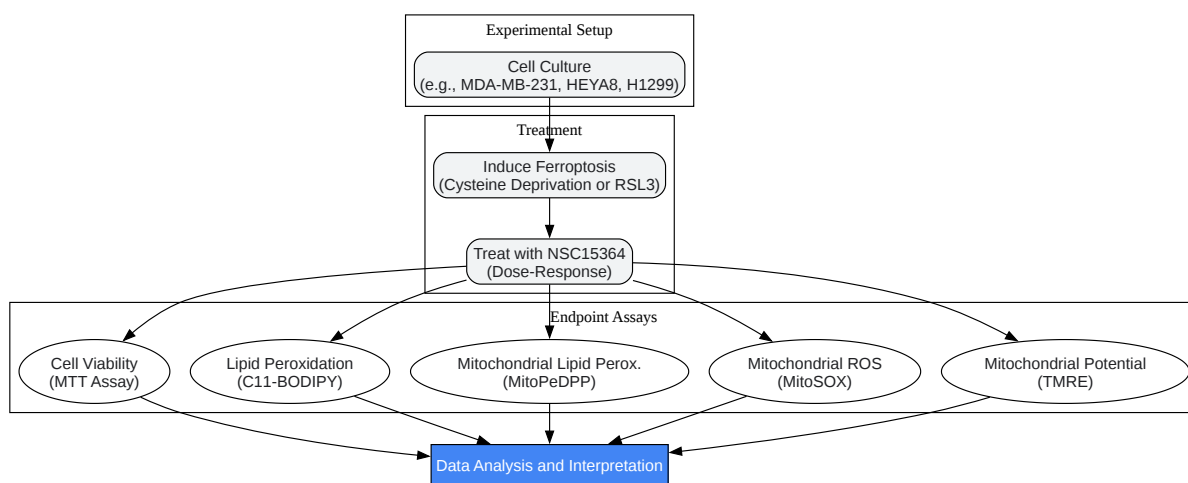 Experimental Setup
Cell Culture
(e.g., MDA-MB-231, HEYA8, H1299)
Treatment
Induce Ferroptosis
(Cysteine Deprivation or RSL3)
Treat with NSC15364
(Dose-Response)
Endpoint Assays
Cell Viability
(MTT Assay)
Lipid Peroxidation
(C11-BODIPY)
Mitochondrial Lipid Perox.
(MitoPeDPP)
Mitochondrial ROS
(MitoSOX)
Mitochondrial Potential
(TMRE)
Data Analysis and Interpretation